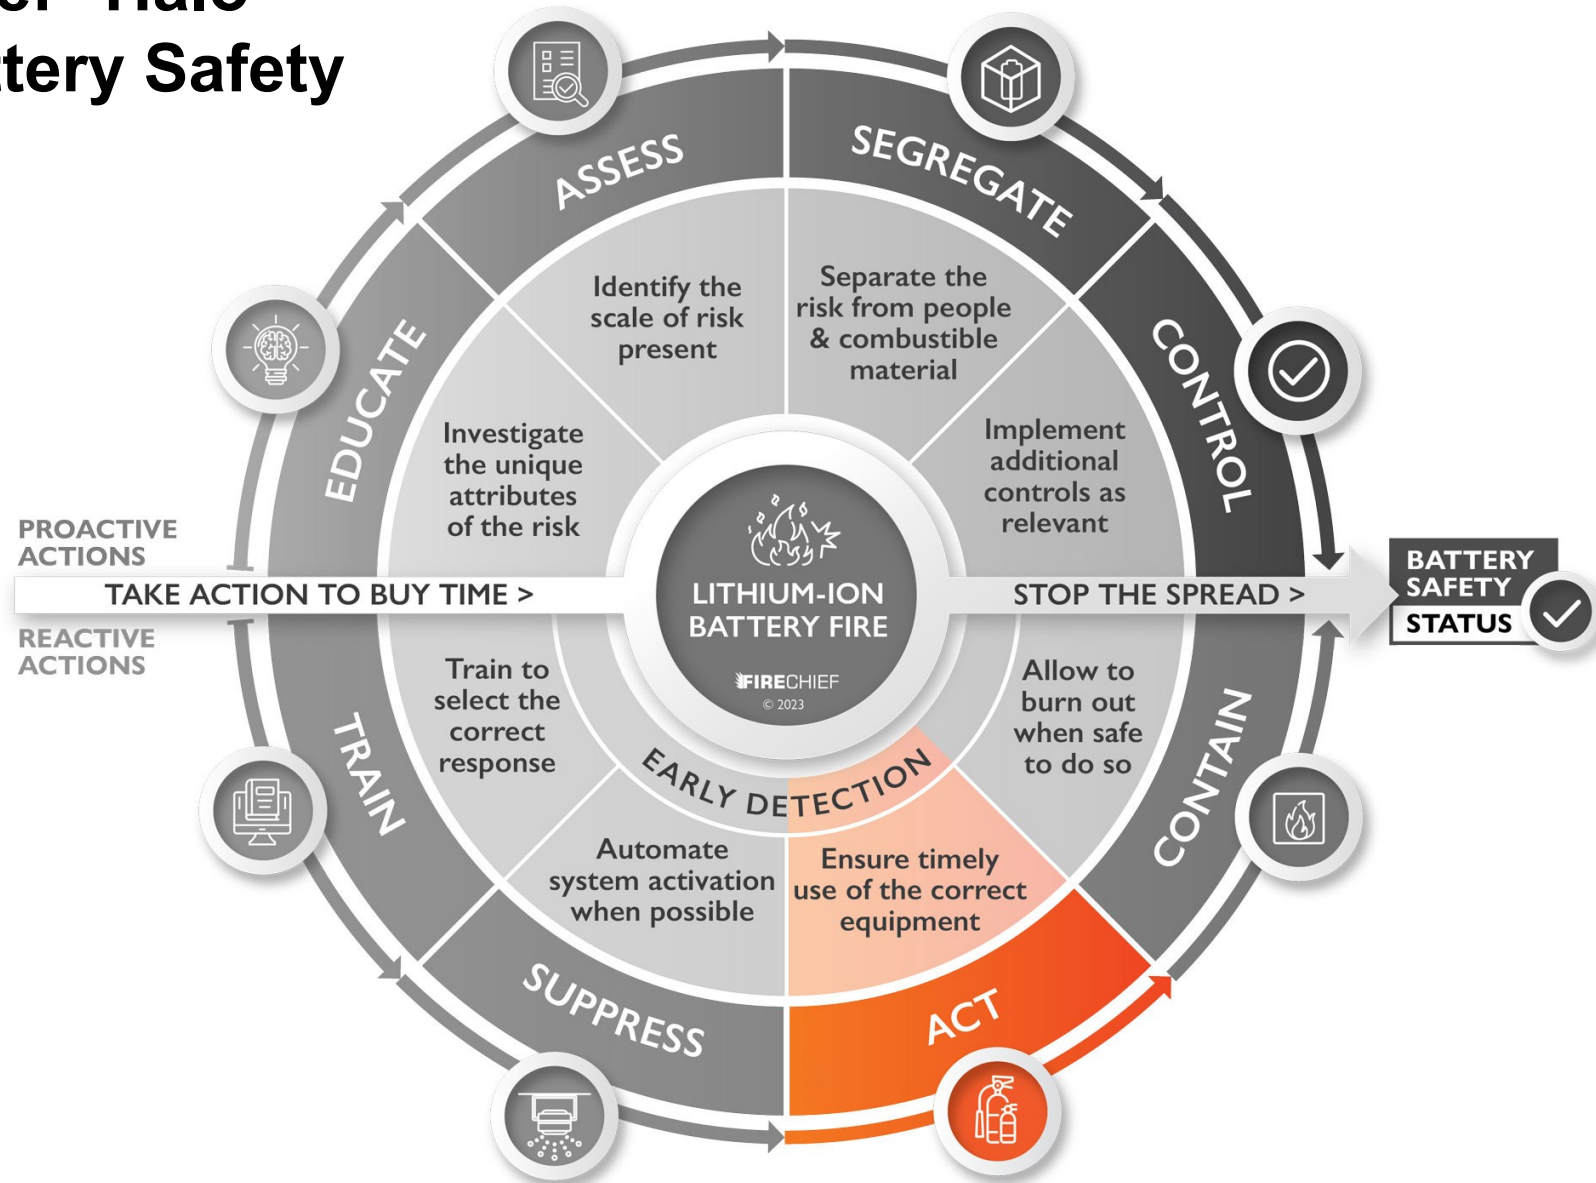 Halo
Battery Safety
ASSESS
SEGREGATE
EDUCATE
CONTROL
Identify the
scale of risk
present
Separate the
risk from people
& combustible
material
Investigate
the unique
attributes
of the risk
Implement
additional
controls as
relevant
PROACTIVE
ACTIONS
TAKE ACTION TO BUY TIME >
STOP THE SPREAD >
REACTIVE
ACTIONS
LITHIUM-ION
BATTERY FIRE
FIRECHIEF
© 2023
BATTERY
SAFETY
STATUS
Train to
select the
correct
response
Allow to
burn out
when safe
to do so
EARLY DETECTION
Automate
system activation
when possible
Ensure timely
use of the correct
equipment
TRAIN
SUPPRESS
ACT
CONTAIN